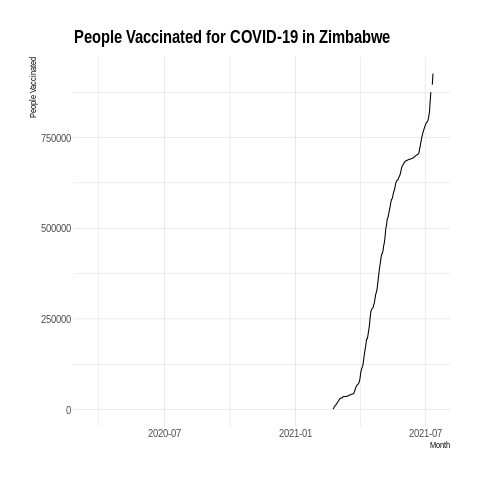 People Vaccinated for COVID-19 in Zimbabwe
People Vaccinated
750000
500000
250000
0
2020-07
2021-01
2021-07
Month